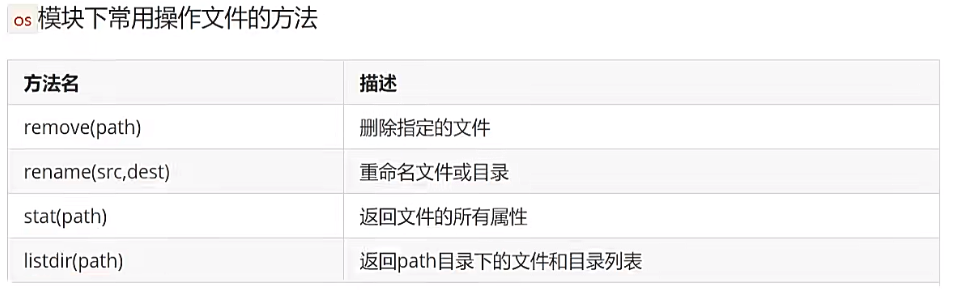 os模块下常用操作文件的方法
方法名 描述
remove(path) 删除指定的文件
rename(src,dest) 重命名文件或目录
stat(path) 返回文件的所有属性
listdir(path) 返回path目录下的文件和目录列表